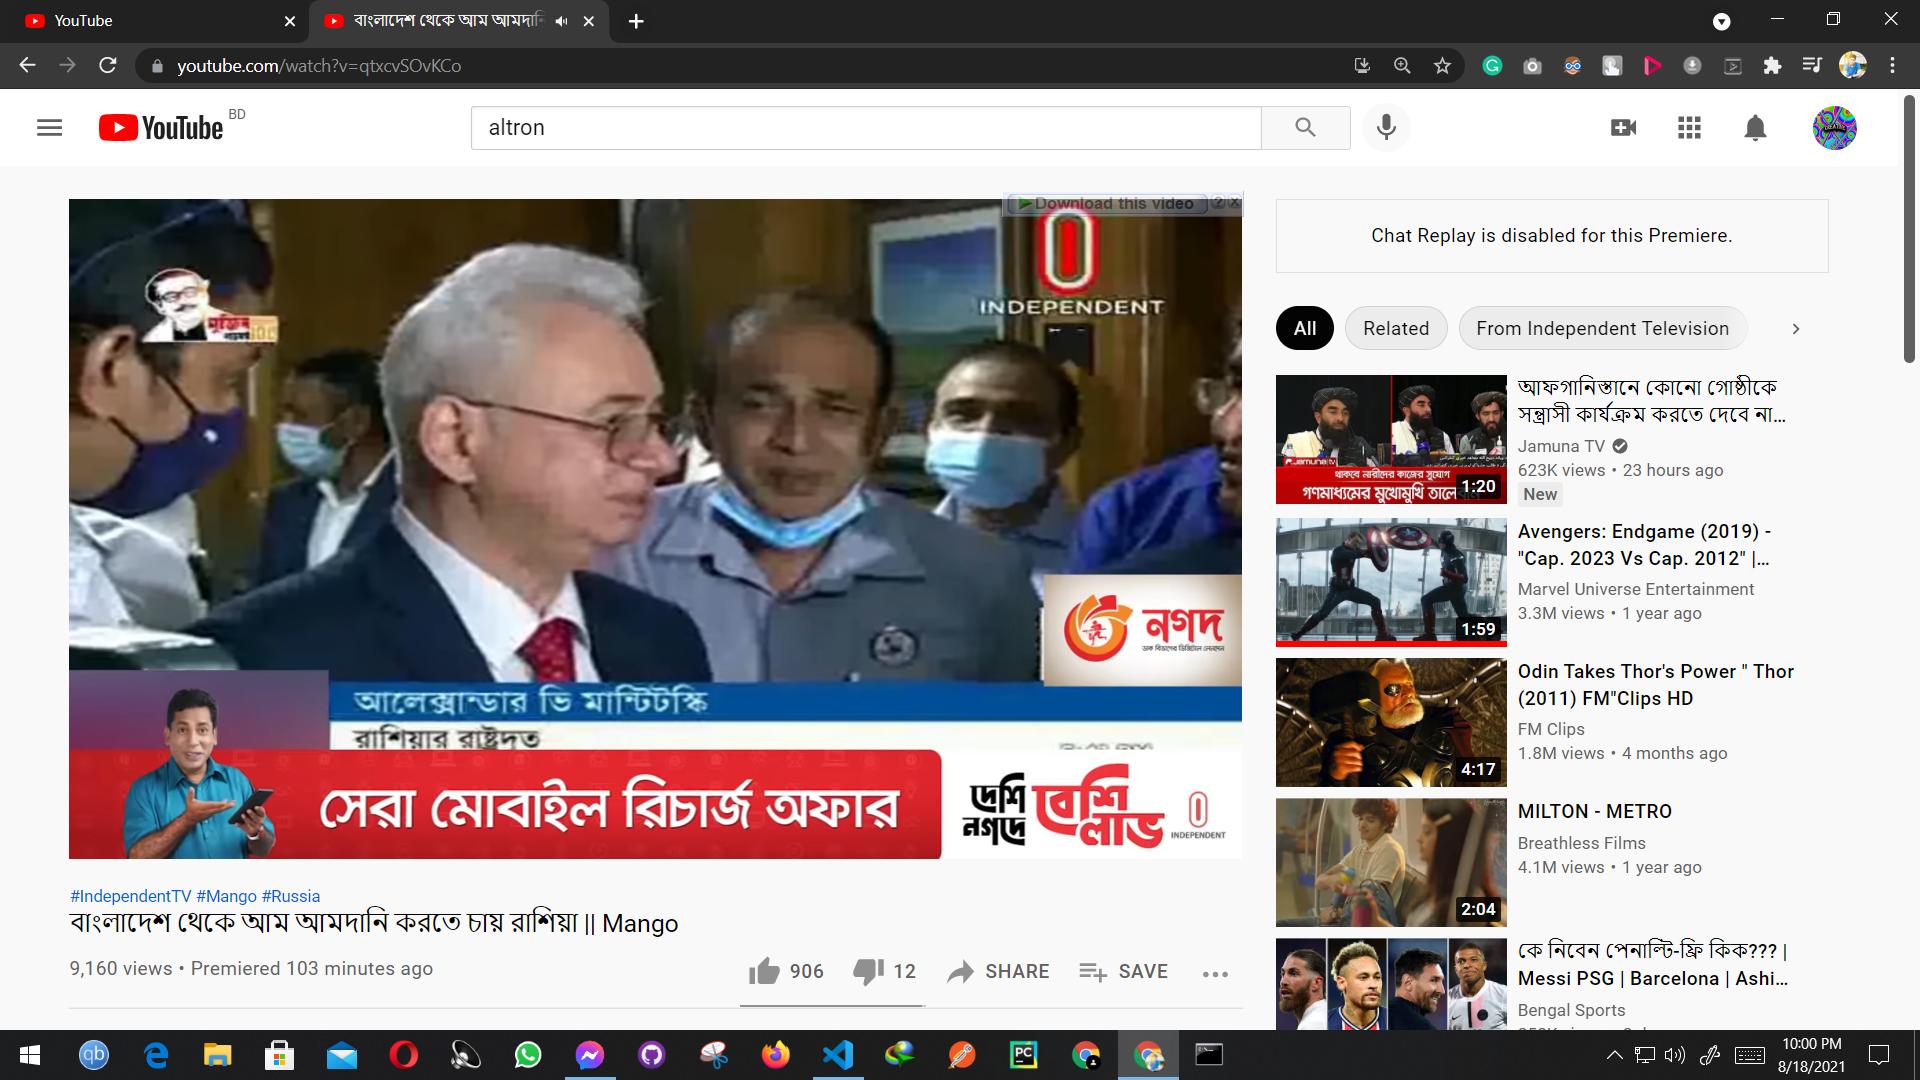 YouTube
বাংলাদেশ থেকে আম আমদানি
youtube.com/watch?v=qtxcvSOvKCo
YouTube
BD
altron
Download this video
INDEPENDENT
নগদ
আলেক্সান্ডার ভি মান্টিটস্কি
রাশিয়ার রাষ্ট্রদূত
সেরা মোবাইল রিচার্জ অফার
দেশি নগদে
বেশি লাভ
INDEPENDENT
#IndependentTV #Mango #Russia
বাংলাদেশ থেকে আম আমদানি করতে চায় রাশিয়া || Mango
9,160 views • Premiered 103 minutes ago
906
12
SHARE
SAVE
Chat Replay is disabled for this Premiere.
All
Related
From Independent Television
থাকবে নারীদের কাজের সুযোগ
গণমাধ্যমের মুখোমুখি
1:20
আফগানিস্তানে কোনো গোষ্ঠীকে
সন্ত্রাসী কার্যক্রম করতে দেবে না...
Jamuna TV
623K views • 23 hours ago
New
1:59
Avengers: Endgame (2019) -
"Cap. 2023 Vs Cap. 2012" |...
Marvel Universe Entertainment
3.3M views • 1 year ago
4:17
Odin Takes Thor's Power " Thor
(2011) FM"Clips HD
FM Clips
1.8M views • 4 months ago
2:04
MILTON - METRO
Breathless Films
4.1M views • 1 year ago
কে নিবেন পেনাল্টি-ফ্রি কিক??? |
Messi PSG | Barcelona | Ashi...
Bengal Sports
qb
PC
10:00 PM
8/18/2021